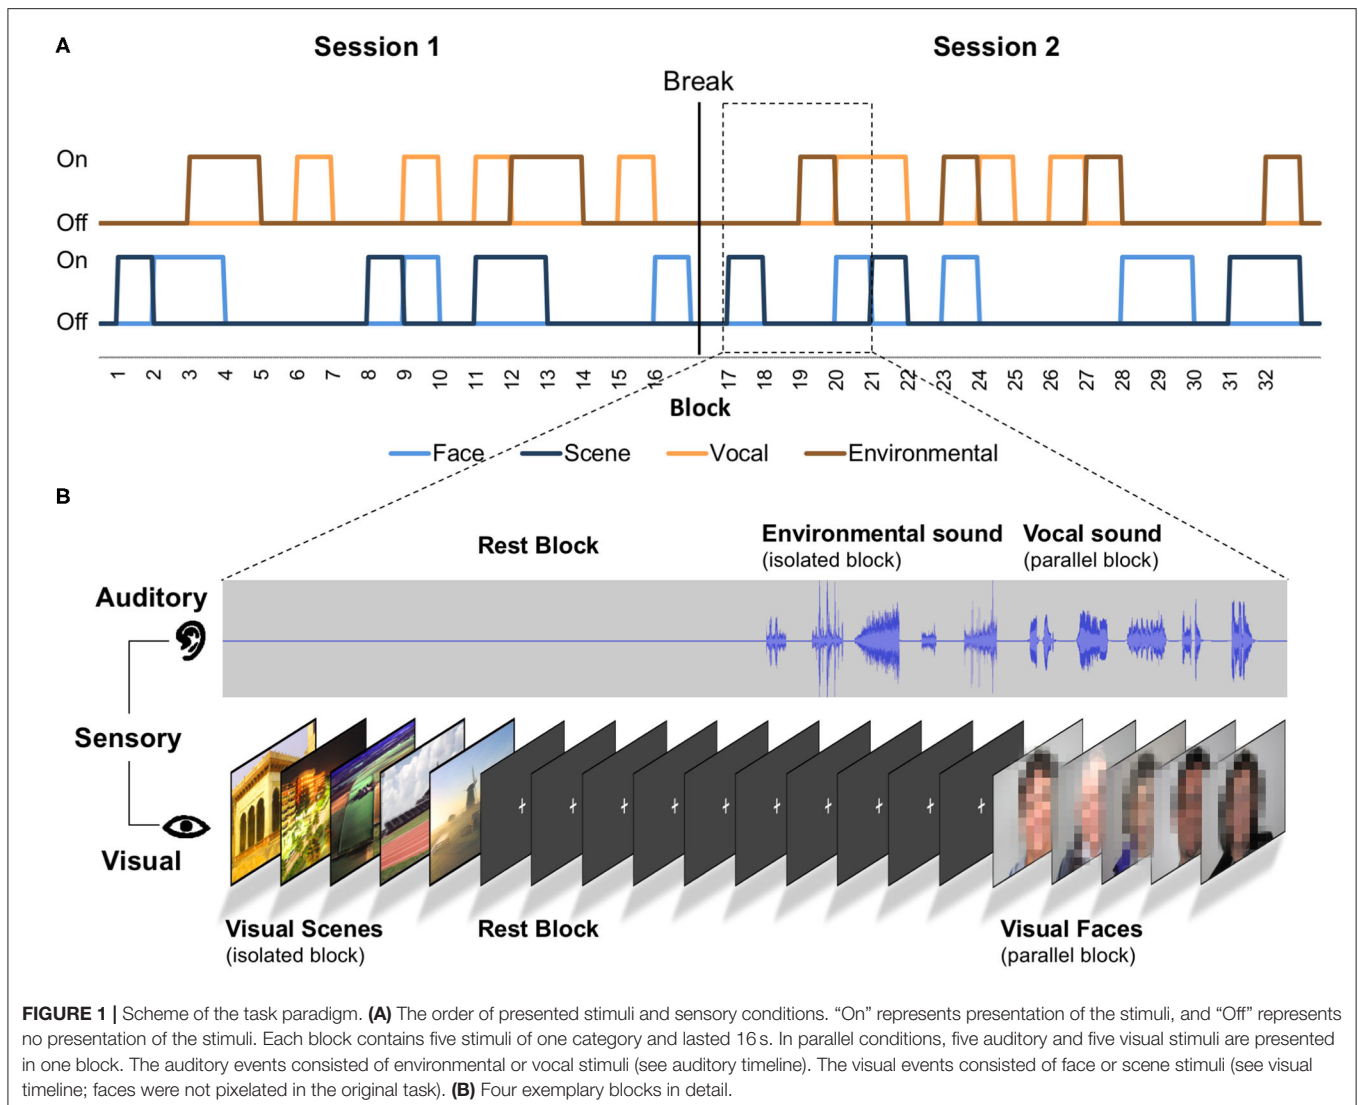 A
Session 1
Session 2
Break
On
Off
On
Off
1 2 3 4 5 6 7 8 9 10 11 12 13 14 15 16 17 18 19 20 21 22 23 24 25 26 27 28 29 30 31 32
Block
Face Scene Vocal Environmental
B
Rest Block
Environmental sound
(isolated block)
Vocal sound
(parallel block)
Auditory
Sensory
Visual
Visual Scenes
(isolated block)
Rest Block
Visual Faces
(parallel block)
FIGURE 1 | Scheme of the task paradigm. (A) The order of presented stimuli and sensory conditions. “On” represents presentation of the stimuli, and “Off” represents
no presentation of the stimuli. Each block contains five stimuli of one category and lasted 16 s. In parallel conditions, five auditory and five visual stimuli are presented
in one block. The auditory events consisted of environmental or vocal stimuli (see auditory timeline). The visual events consisted of face or scene stimuli (see visual
timeline; faces were not pixelated in the original task). (B) Four exemplary blocks in detail.